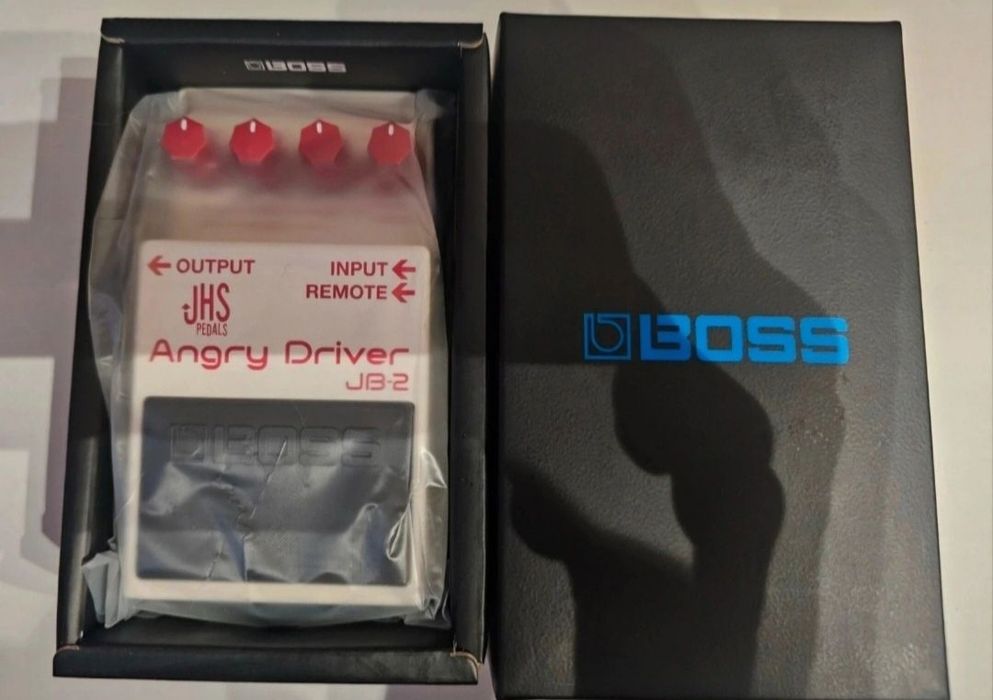 BOSS
OUTPUT
INPUT
REMOTE
JHS
PEDALS
Angry Driver
JB-2
BOSS
BOSS